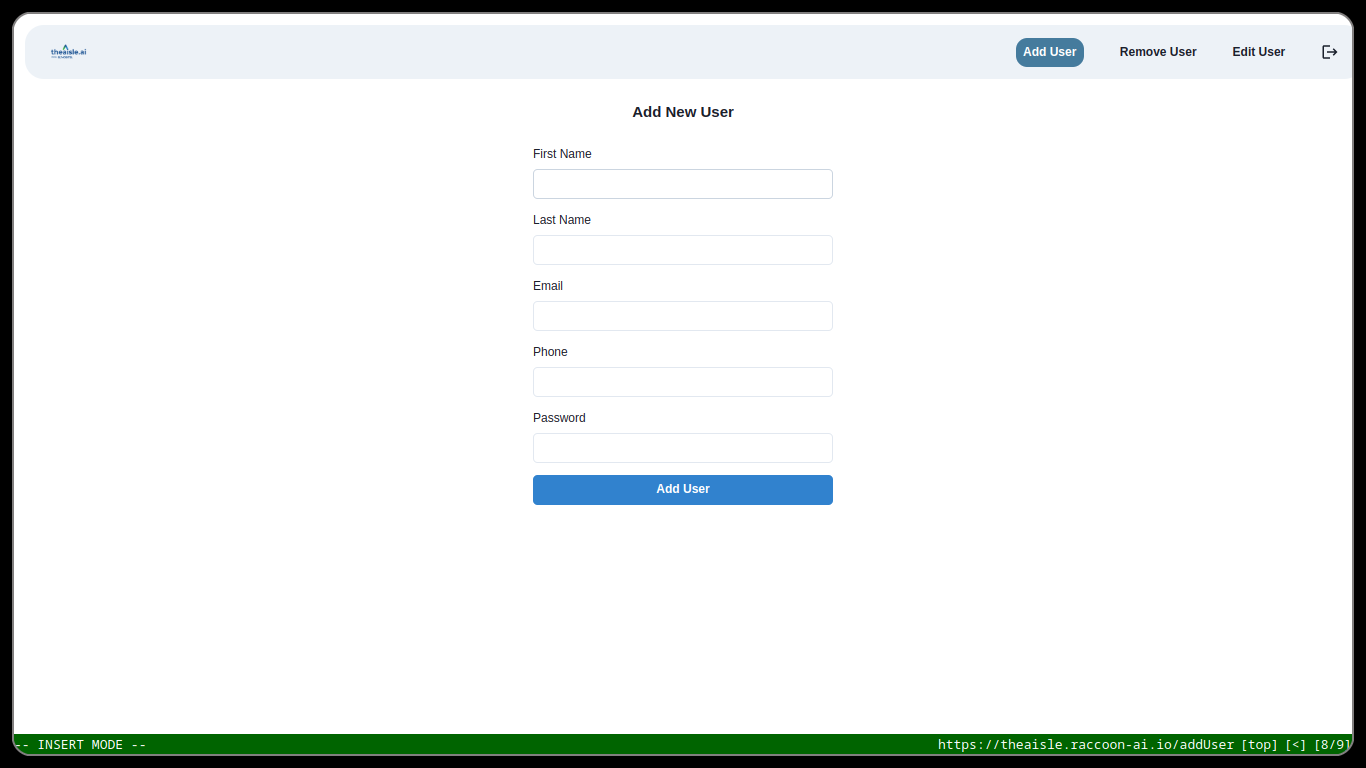 theaisle.ai
Add User
Remove User
Edit User
Add New User
First Name
Last Name
Email
Phone
Password
Add User
-- INSERT MODE --
https://theaisle.raccoon-ai.io/addUser [top] [<] [8/9]